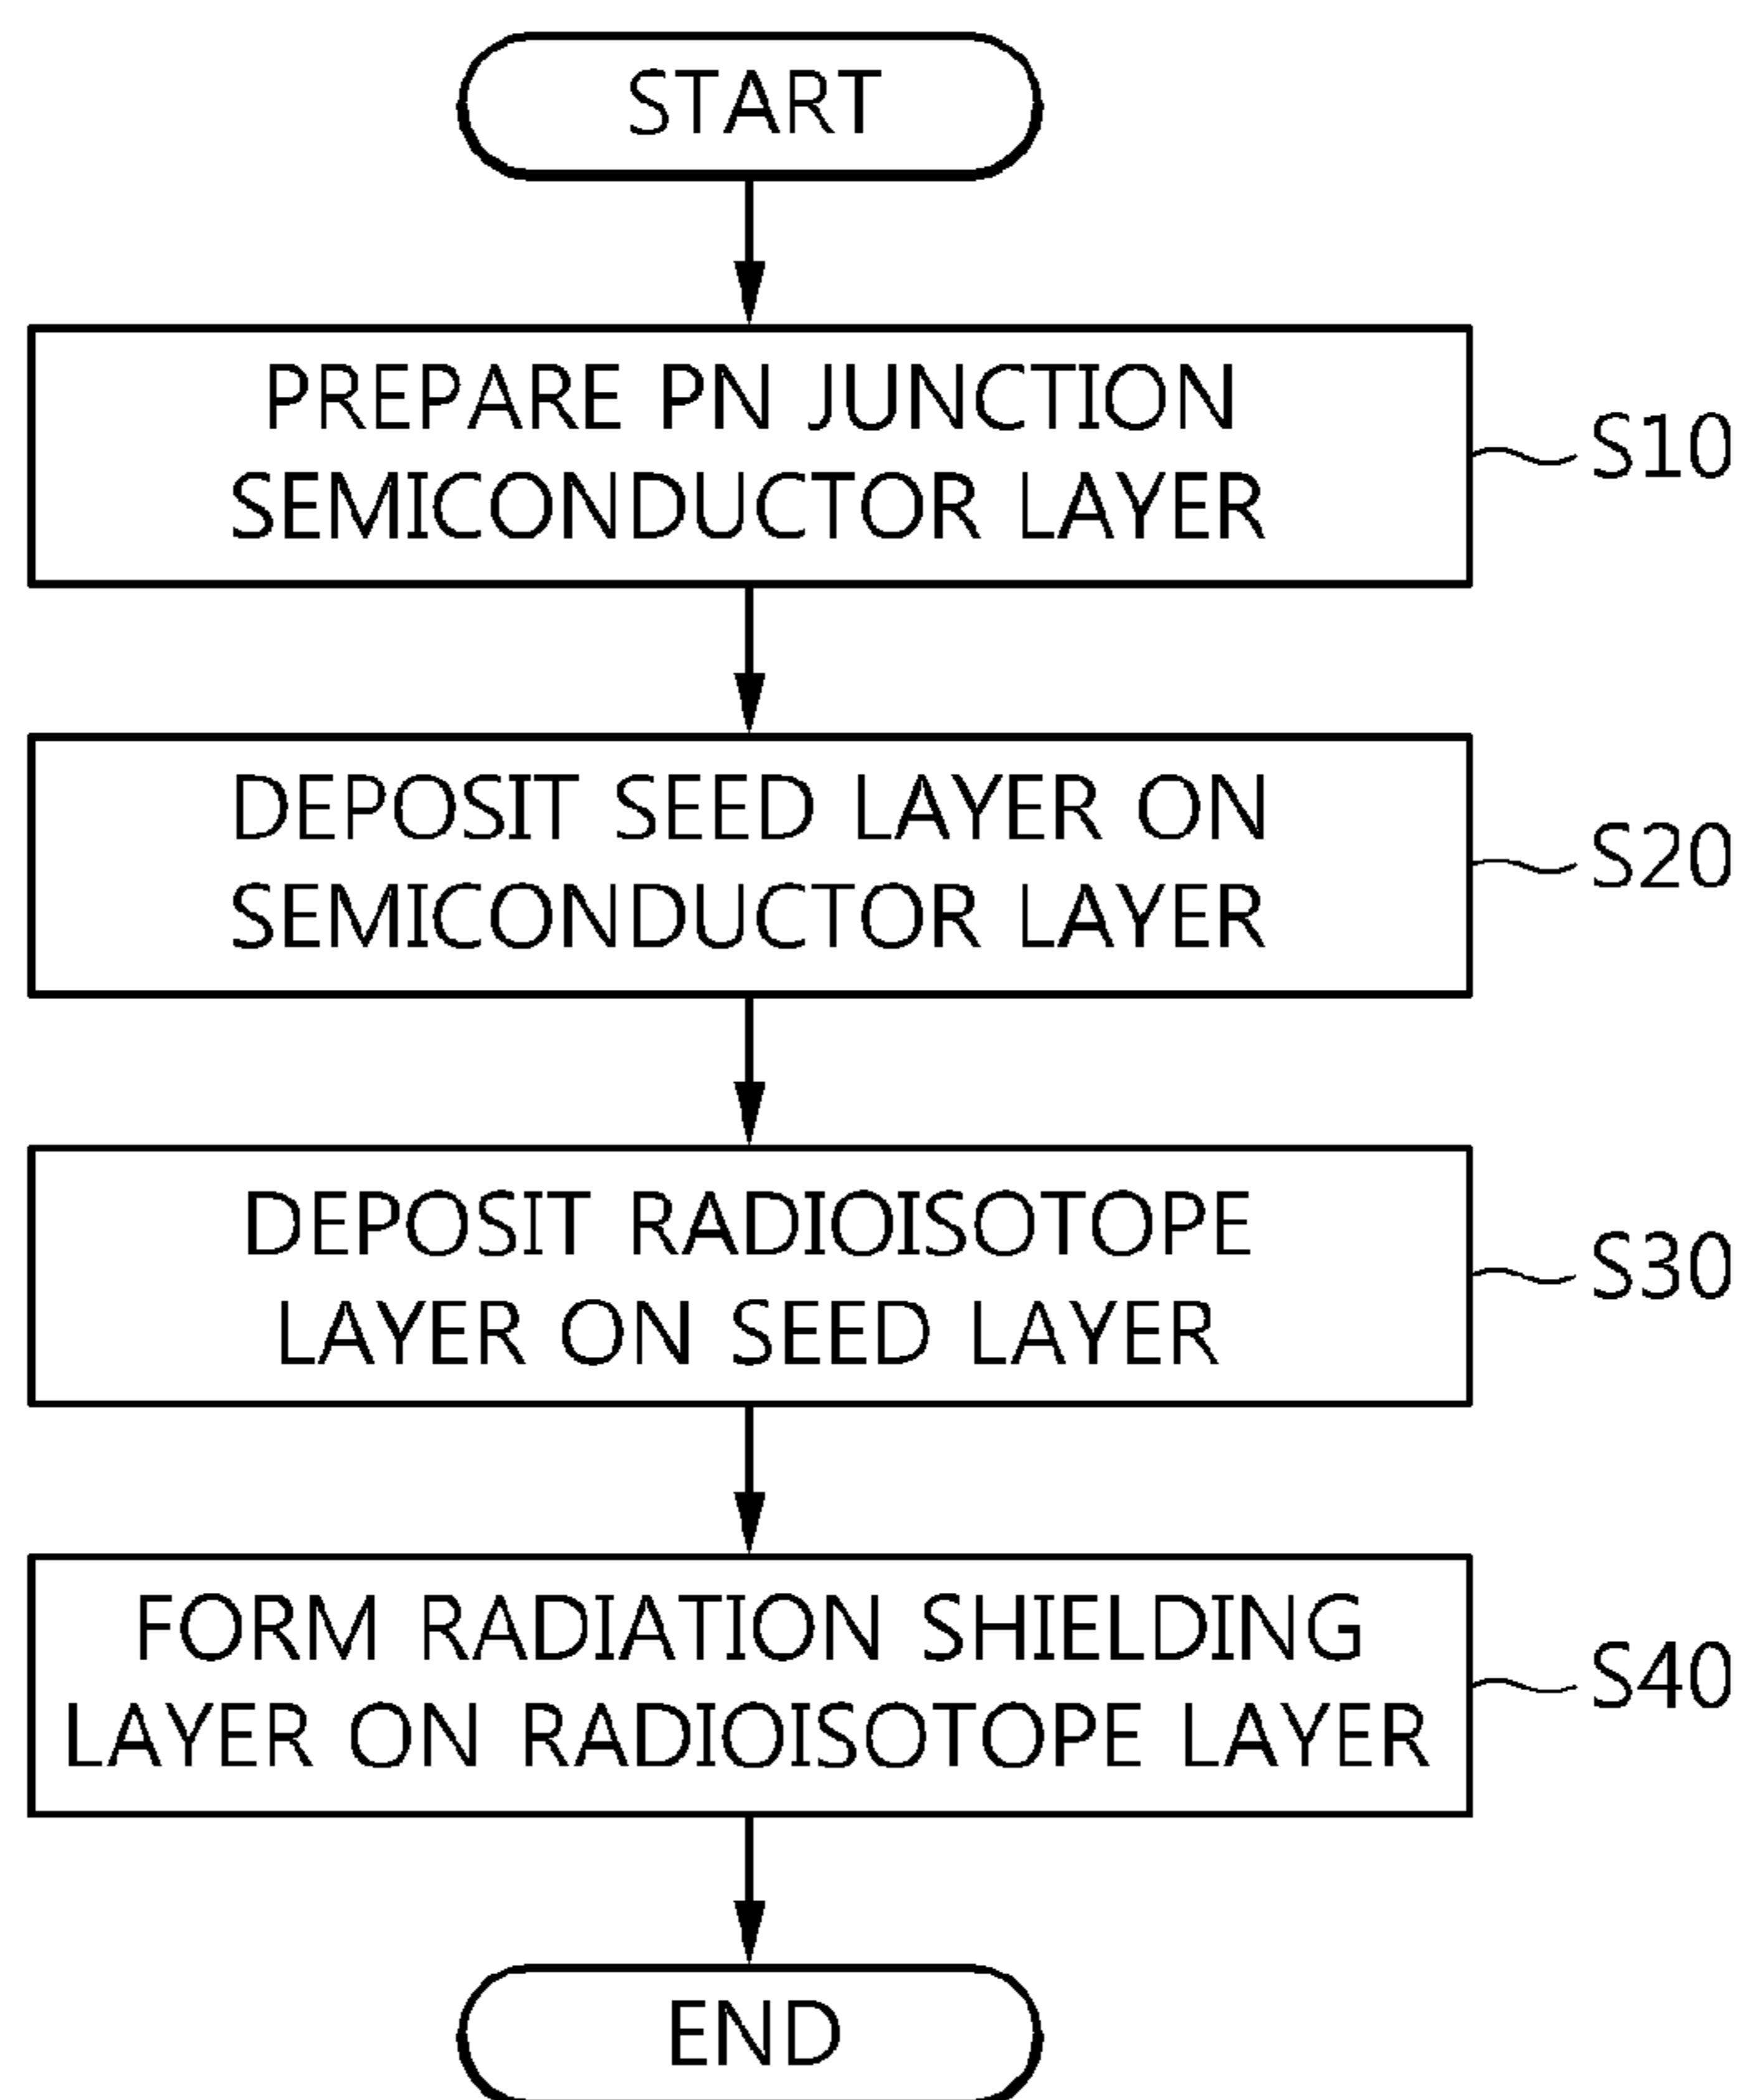 START
PREPARE PN JUNCTION
SEMICONDUCTOR LAYER
S10
DEPOSIT SEED LAYER ON
SEMICONDUCTOR LAYER
S20
DEPOSIT RADIOISOTOPE
LAYER ON SEED LAYER
S30
FORM RADIATION SHIELDING
LAYER ON RADIOISOTOPE LAYER
S40
END